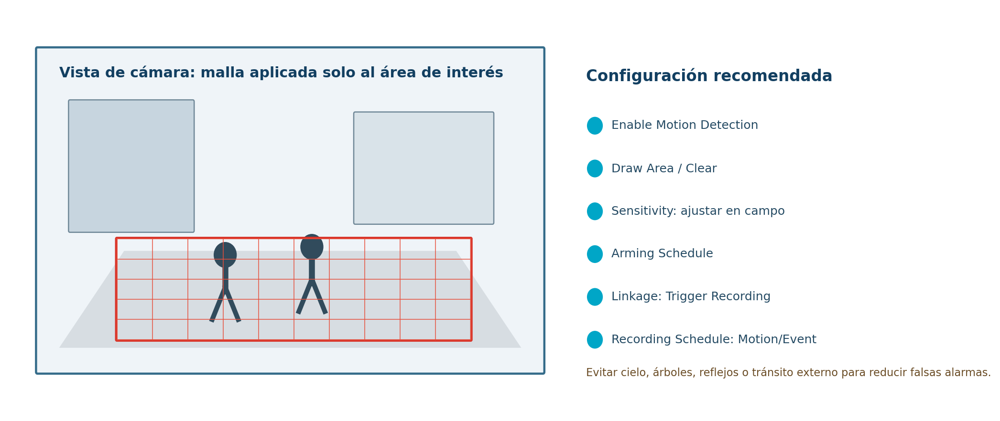 Vista de cámara: malla aplicada solo al área de interés
Configuración recomendada
Enable Motion Detection
Draw Area / Clear
Sensitivity: ajustar en campo
Arming Schedule
Linkage: Trigger Recording
Recording Schedule: Motion/Event
Evitar cielo, árboles, reflejos o tránsito externo para reducir falsas alarmas.